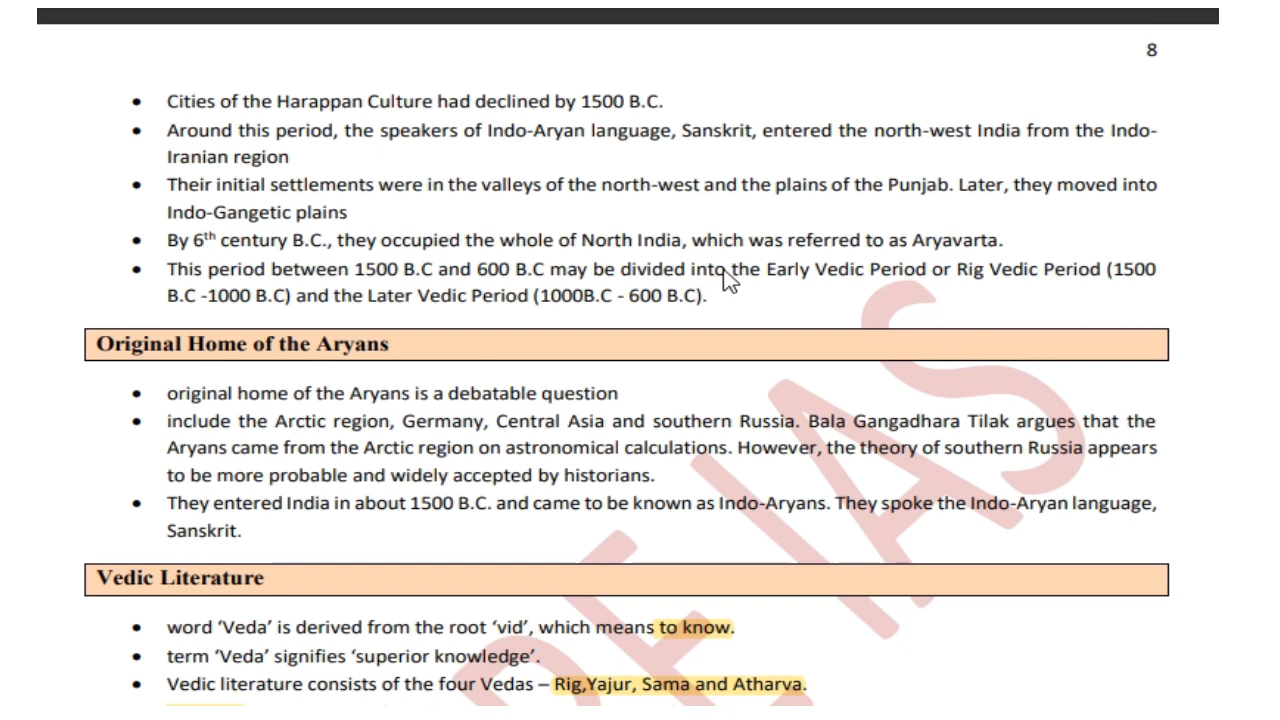 8
• Cities of the Harappan Culture had declined by 1500 B.C.
• Around this period, the speakers of Indo-Aryan language, Sanskrit, entered the north-west India from the Indo-
Iranian region
• Their initial settlements were in the valleys of the north-west and the plains of the Punjab. Later, they moved into
Indo-Gangetic plains
• By 6th century B.C., they occupied the whole of North India, which was referred to as Aryavarta.
• This period between 1500 B.C and 600 B.C may be divided into the Early Vedic Period or Rig Vedic Period (1500
B.C -1000 B.C) and the Later Vedic Period (1000B.C - 600 B.C).
Original Home of the Aryans
• original home of the Aryans is a debatable question
• include the Arctic region, Germany, Central Asia and southern Russia. Bala Gangadhara Tilak argues that the
Aryans came from the Arctic region on astronomical calculations. However, the theory of southern Russia appears
to be more probable and widely accepted by historians.
• They entered India in about 1500 B.C. and came to be known as Indo-Aryans. They spoke the Indo-Aryan language,
Sanskrit.
Vedic Literature
• word ‘Veda’ is derived from the root ‘vid’, which means to know.
• term ‘Veda’ signifies ‘superior knowledge’.
• Vedic literature consists of the four Vedas – Rig,Yajur, Sama and Atharva.
IAS